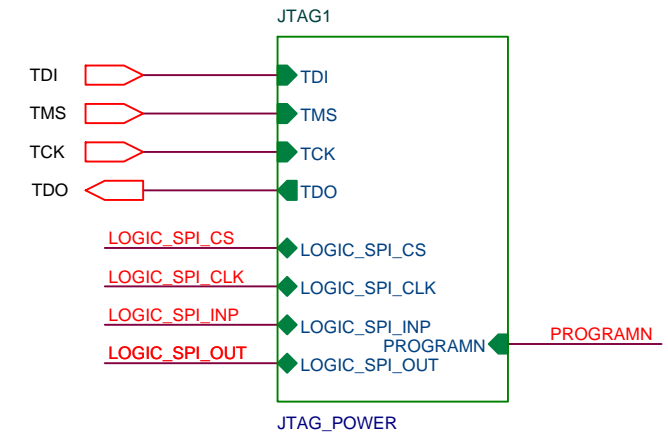 JTAG1
TDI
TDI
TMS
TMS
TCK
TCK
TDO
TDO
LOGIC_SPI_CS
LOGIC_SPI_CS
LOGIC_SPI_CLK
LOGIC_SPI_CLK
LOGIC_SPI_INP
LOGIC_SPI_INP
PROGRAMN
PROGRAMN
LOGIC_SPI_OUT
LOGIC_SPI_OUT
JTAG_POWER